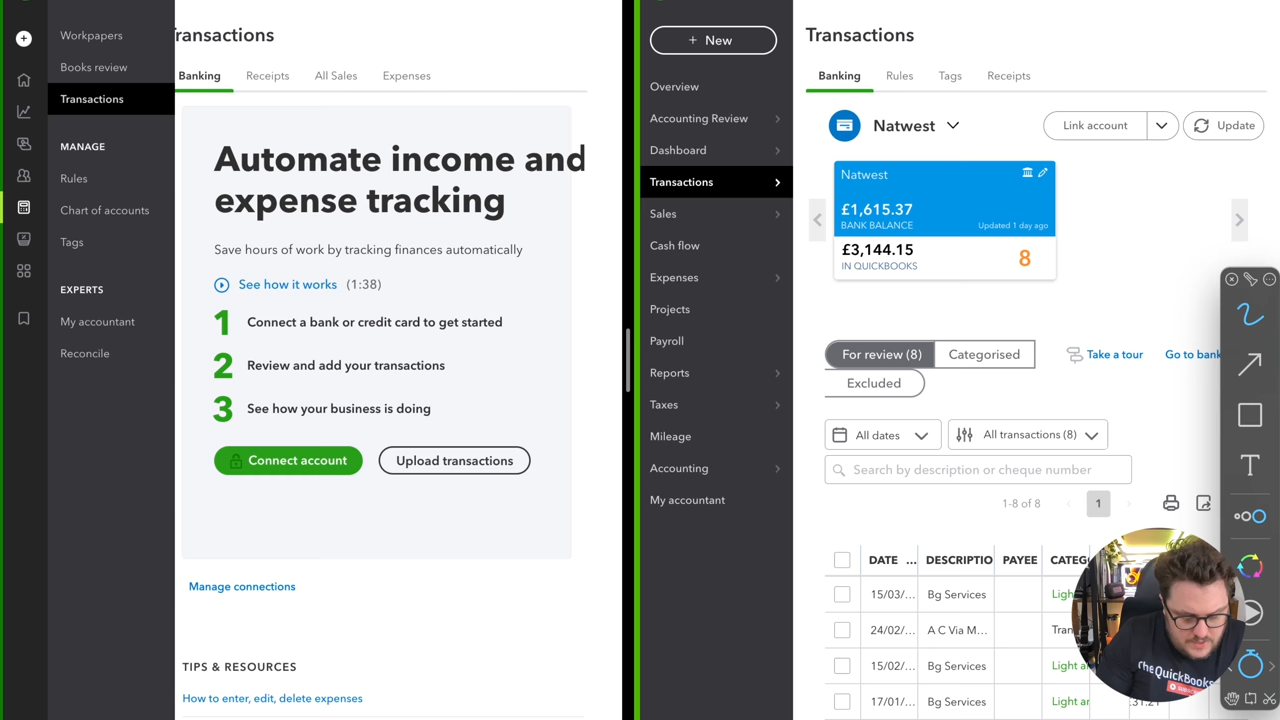 Workpapers
Books review
Transactions
MANAGE
Rules
Chart of accounts
Tags
EXPERTS
My accountant
Reconcile
Transactions
Banking Receipts All Sales Expenses
Automate income and
expense tracking
Save hours of work by tracking finances automatically
See how it works (1:38)
1 Connect a bank or credit card to get started
2 Review and add your transactions
3 See how your business is doing
Connect account Upload transactions
Manage connections
TIPS & RESOURCES
How to enter, edit, delete expenses
+ New
Overview
Accounting Review
Dashboard
Transactions
Sales
Cash flow
Expenses
Projects
Payroll
Reports
Taxes
Mileage
Accounting
My accountant
Transactions
Banking Rules Tags Receipts
Natwest Link account Update
Natwest
£1,615.37
BANK BALANCE Updated 1 day ago
£3,144.15 8
IN QUICKBOOKS
For review (8) Categorised Take a tour Go to bank
Excluded
All dates All transactions (8)
Search by description or cheque number
1-8 of 8 1
DATE ... DESCRIPTIO PAYEE CATEG
15/03/... Bg Services Light
24/02/... A C Via M... Tran
15/02/... Bg Services Light an
17/01/... Bg Services Light an
The QuickBooks
SUBSC
T